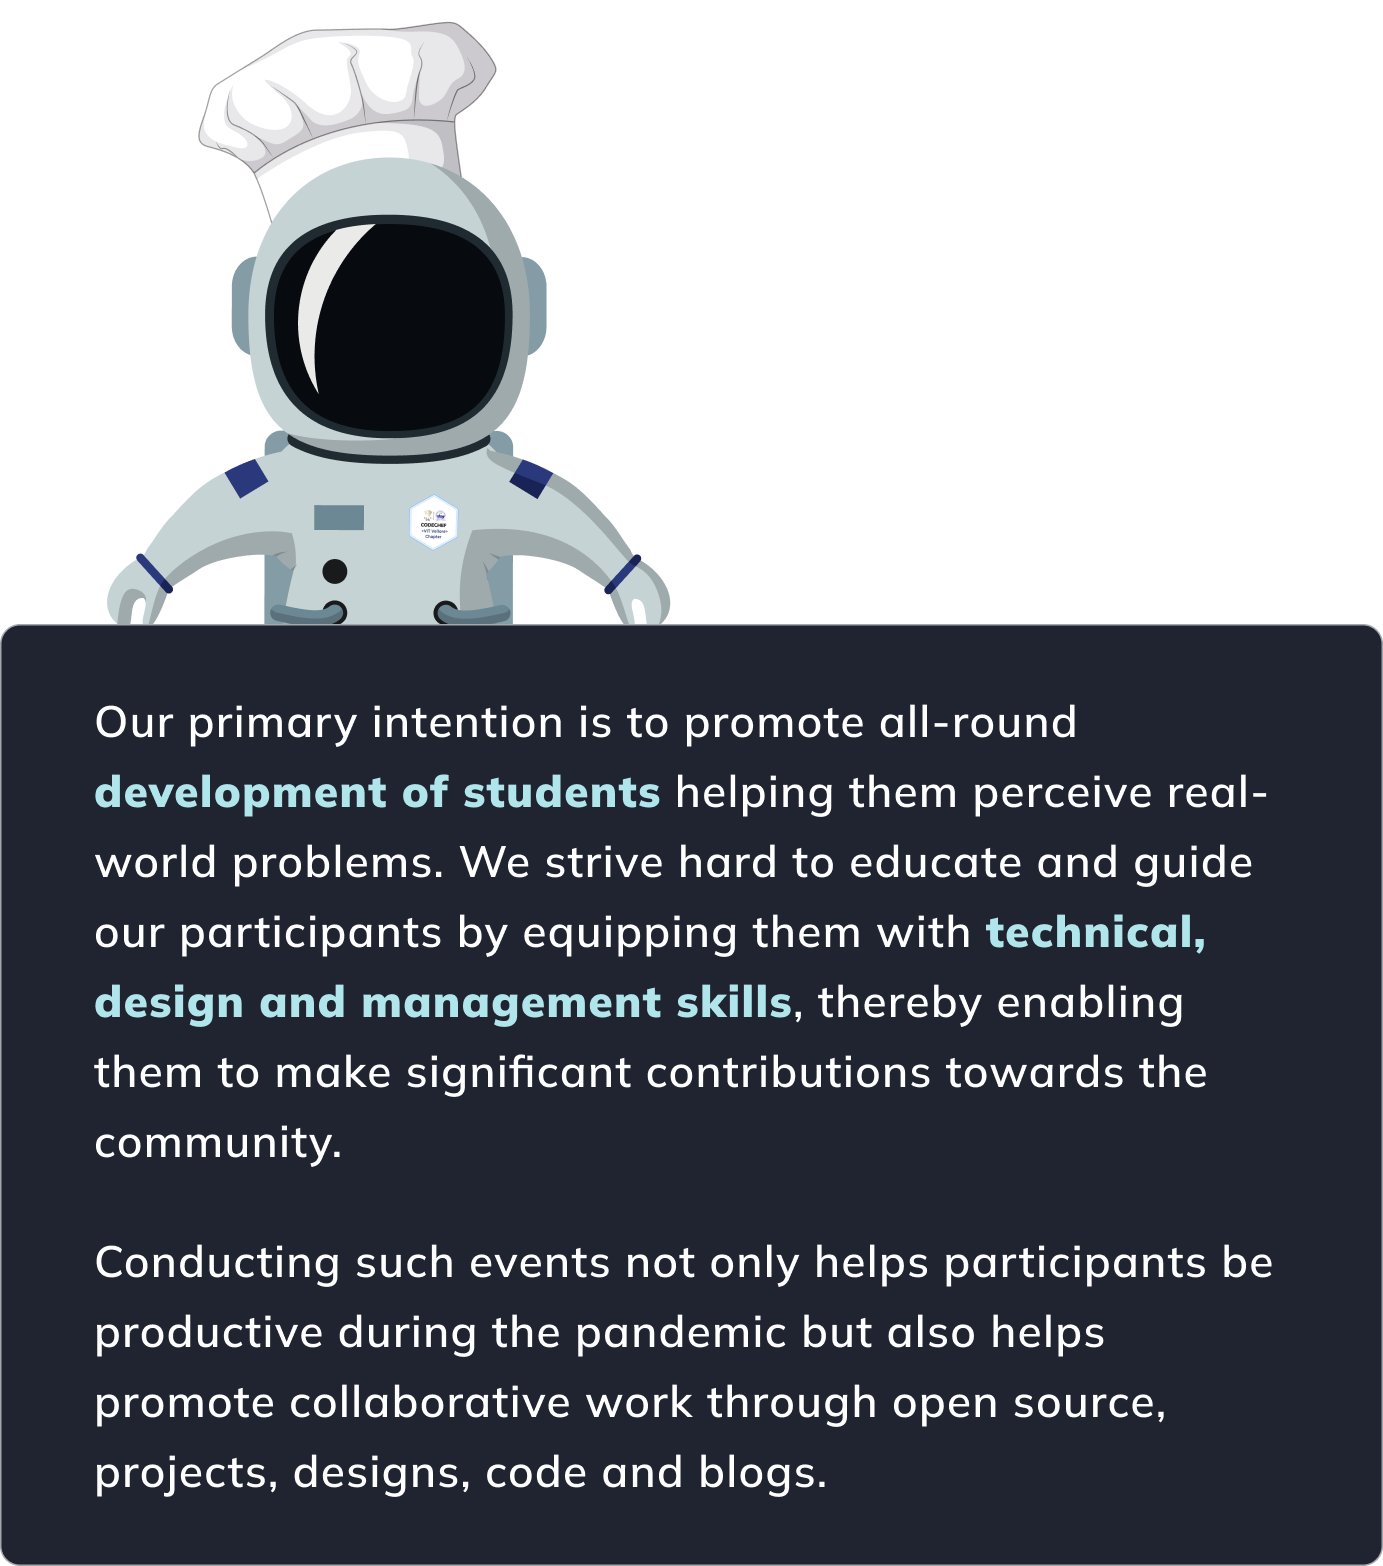 CODECHEF
<VIT Vellore>
Chapter
Our primary intention is to promote all-round
development of students helping them perceive real-
world problems. We strive hard to educate and guide
our participants by equipping them with technical,
design and management skills, thereby enabling
them to make significant contributions towards the
community.
Conducting such events not only helps participants be
productive during the pandemic but also helps
promote collaborative work through open source,
projects, designs, code and blogs.